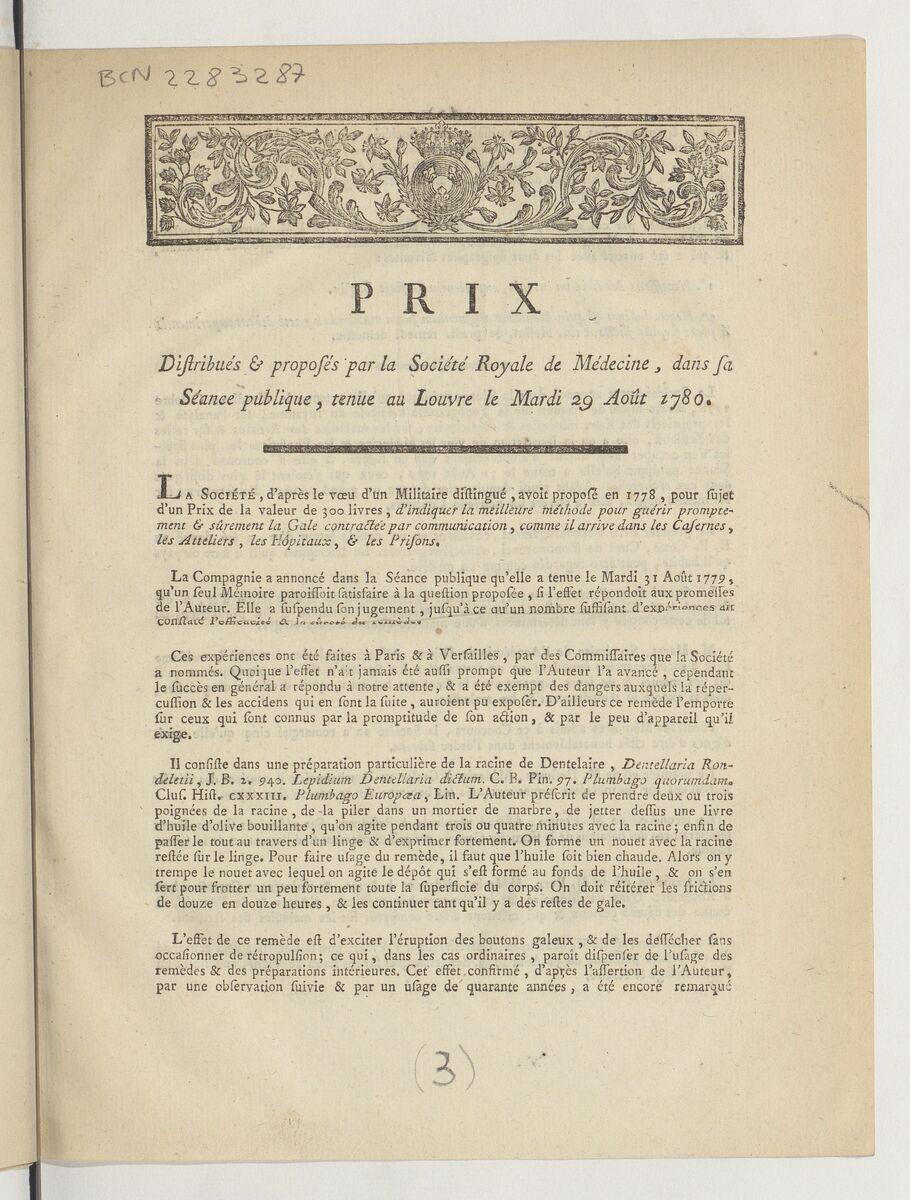 BCN 2283287
PRIX
Diſtribués & propoſés par la Société Royale de Médecine, dans ſa
Séance publique, tenue au Louvre le Mardi 29 Août 1780.
LA SOCIÉTÉ, d'après le vœu d'un Militaire diſtingué, avoit propoſé en 1778, pour ſujet
d'un Prix de la valeur de 300 livres, d'indiquer la meilleure méthode pour guérir prompte-
ment & sûrement la Gale contractée par communication, comme il arrive dans les Caſernes,
les Atteliers, les Hôpitaux, & les Priſons.
La Compagnie a annoncé dans la Séance publique qu'elle a tenue le Mardi 31 Août 1779,
qu'un ſeul Mémoire paroiſſoit ſatisfaire à la queſtion propoſée, ſi l'effet répondoit aux promeſſes
de l'Auteur. Elle a ſuſpendu ſon jugement, juſqu'à ce qu'un nombre ſuffiſant d'expériences ait
conſtaté l'efficacité & la sûreté du remède.
Ces expériences ont été faites à Paris & à Verſailles, par des Commiſſaires que la Société
a nommés. Quoique l'effet n'ait jamais été auſſi prompt que l'Auteur l'a avancé, cependant
le ſuccès en général a répondu à notre attente, & a été exempt des dangers auxquels la réper-
cuſſion & les accidens qui en ſont la ſuite, auroient pu expoſer. D'ailleurs ce remède l'emporte
ſur ceux qui ſont connus par la promptitude de ſon action, & par le peu d'appareil qu'il
exige.
Il conſiſte dans une préparation particulière de la racine de Dentelaire, Dentellaria Ron-
deletii, J. B. 2. 940. Lepidium Dentellaria dictum. C. B. Pin. 97. Plumbago quorumdam.
Cluſ. Hiſt. CXXXIII. Plumbago Europæa, Lin. L'Auteur preſcrit de prendre deux ou trois
poignées de la racine, de la piler dans un mortier de marbre, de jetter deſſus une livre
d'huile d'olive bouillante, qu'on agite pendant trois ou quatre minutes avec la racine; enfin de
paſſer le tout au travers d'un linge & d'exprimer fortement. On forme un nouet avec la racine
reſtée ſur le linge. Pour faire uſage du remède, il faut que l'huile ſoit bien chaude. Alors on y
trempe le nouet avec lequel on agite le dépôt qui s'eſt formé au fonds de l'huile, & on s'en
ſert pour frotter un peu fortement toute la ſuperficie du corps. On doit réitérer les frictions
de douze en douze heures, & les continuer tant qu'il y a des reſtes de gale.
L'effet de ce remède eſt d'exciter l'éruption des boutons galeux, & de les deſſécher ſans
occaſionner de rétropulſion; ce qui, dans les cas ordinaires, paroît diſpenſer de l'uſage des
remèdes & des préparations intérieures. Cet effet confirmé, d'après l'aſſertion de l'Auteur,
par une obſervation ſuivie & par un uſage de quarante années, a été encore remarqué
(3)